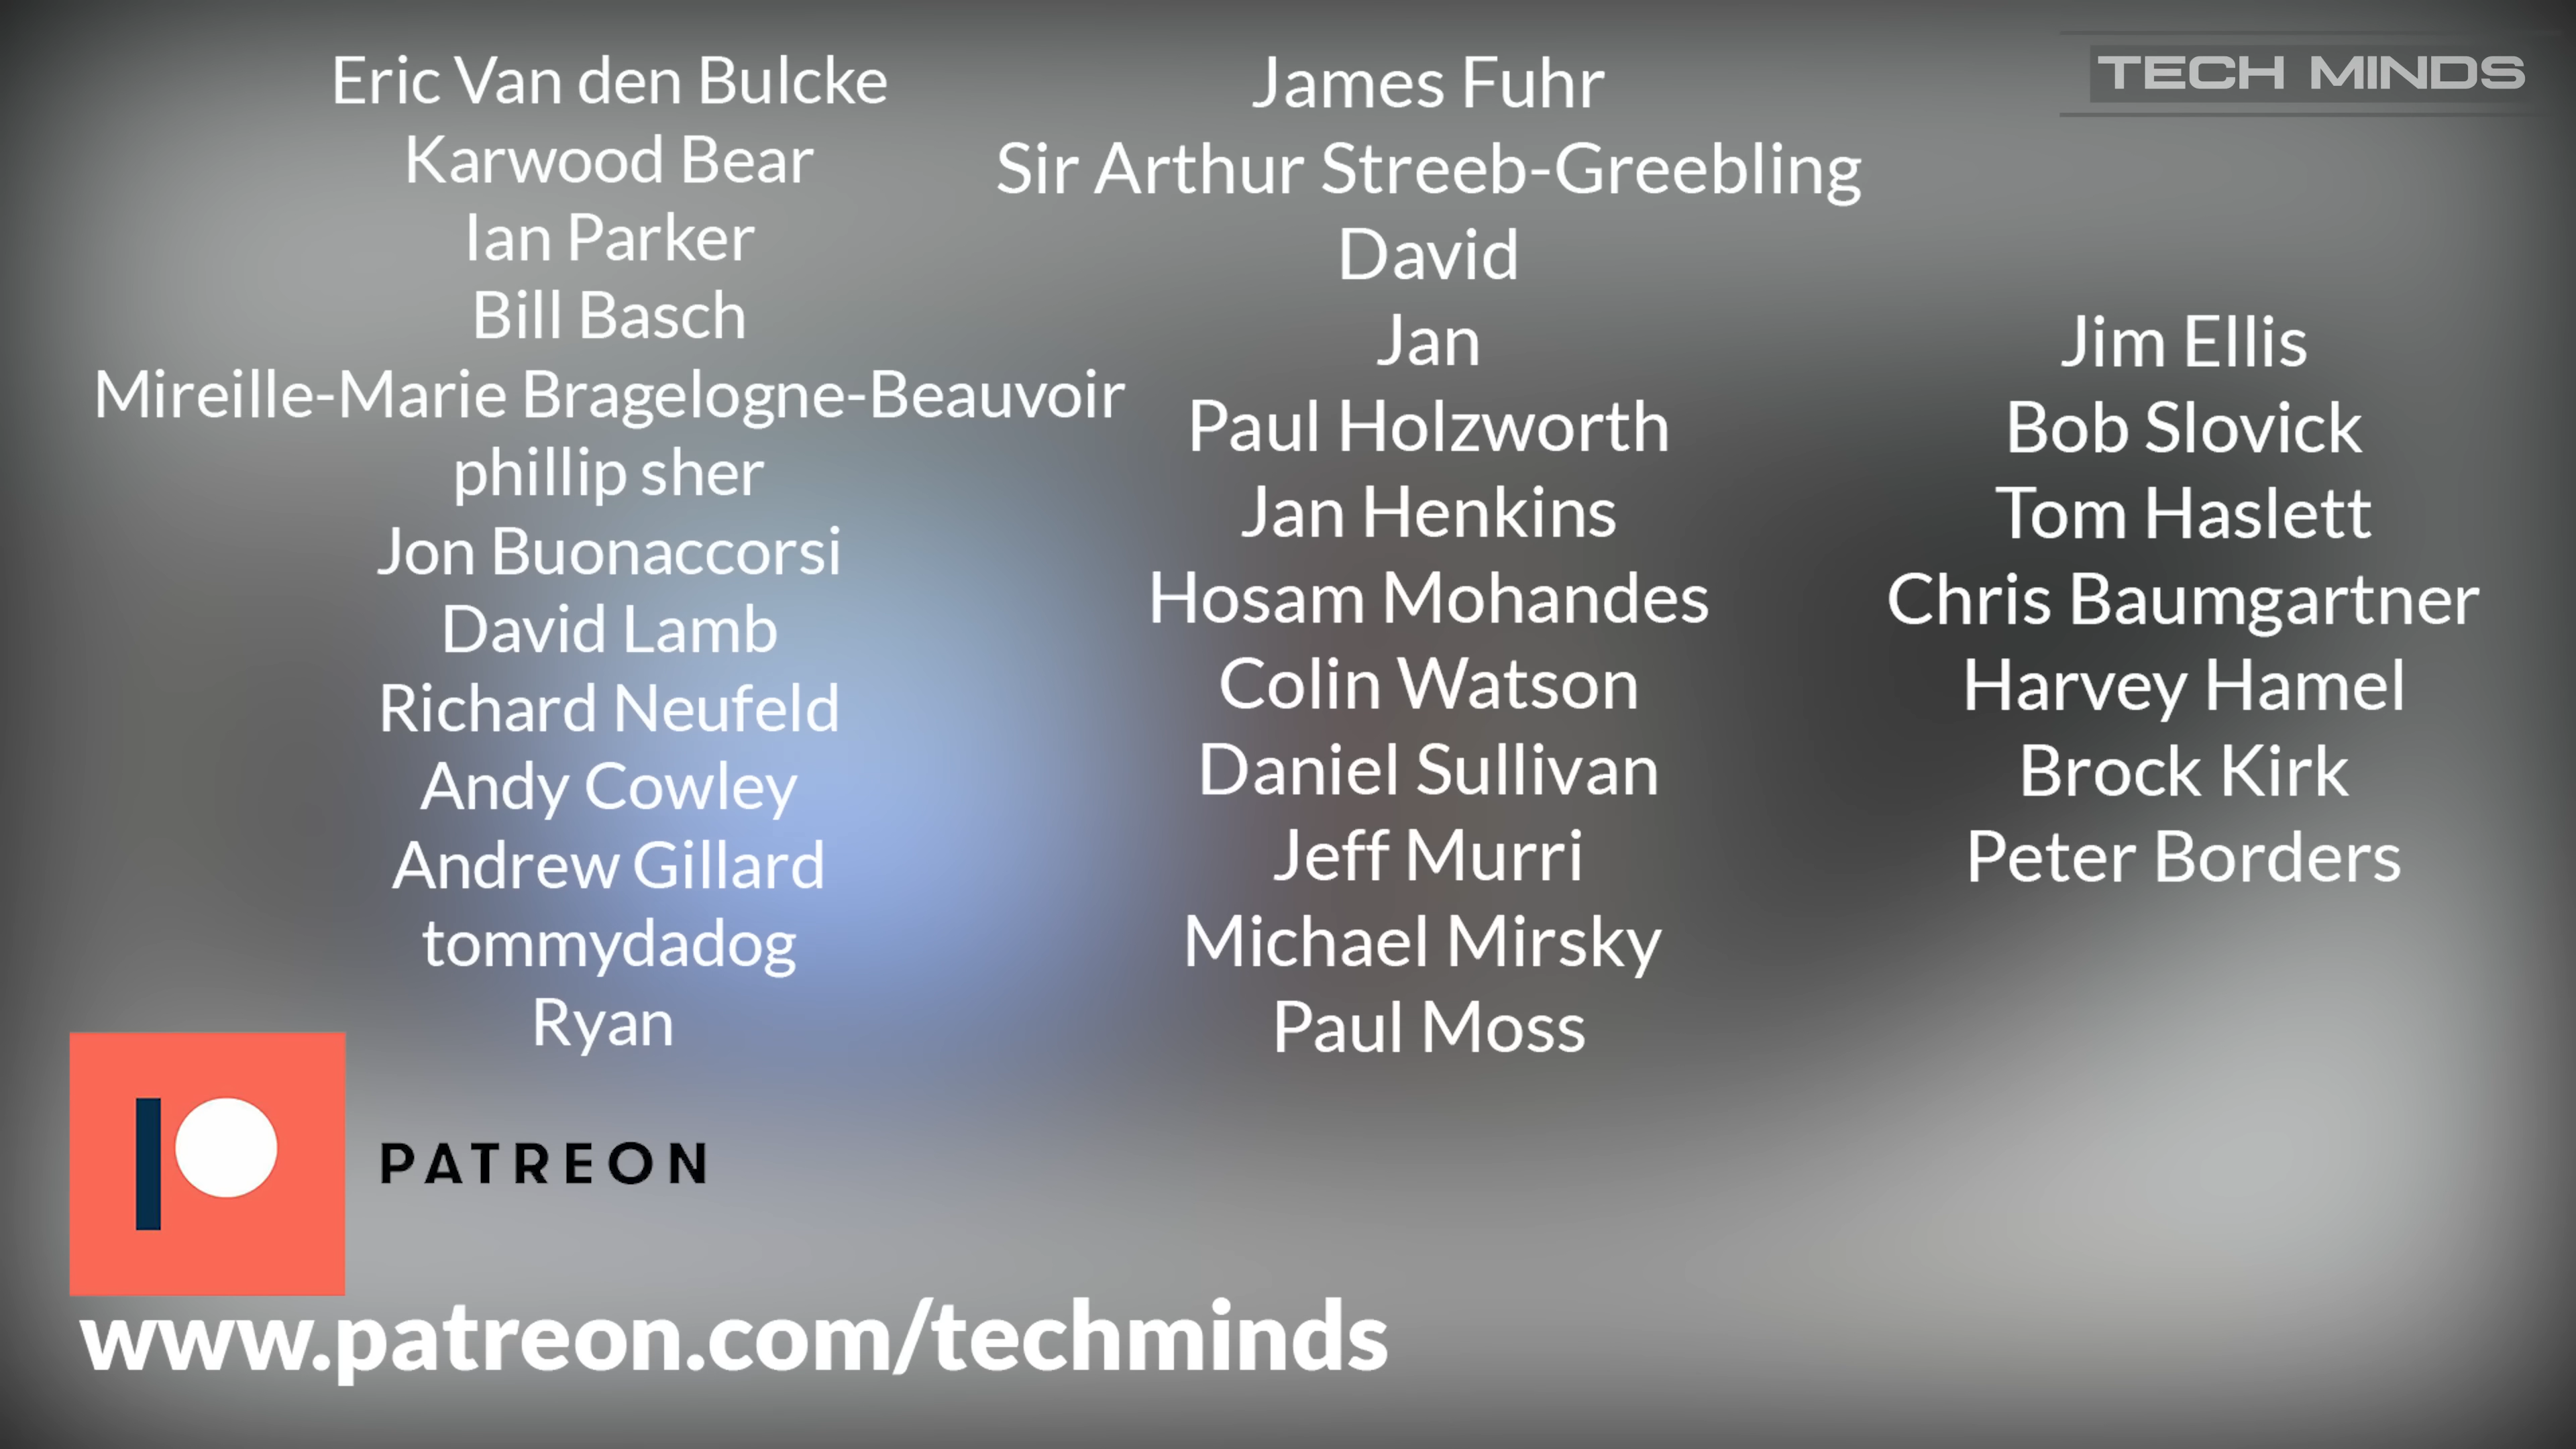 TECH MINDS
Eric Van den Bulcke
Karwood Bear
Ian Parker
Bill Basch
Mireille-Marie Bragelogne-Beauvoir
phillip sher
Jon Buonaccorsi
David Lamb
Richard Neufeld
Andy Cowley
Andrew Gillard
tommydadog
Ryan
James Fuhr
Sir Arthur Streeb-Greebling
David
Jan
Paul Holzworth
Jan Henkins
Hosam Mohandes
Colin Watson
Daniel Sullivan
Jeff Murri
Michael Mirsky
Paul Moss
Jim Ellis
Bob Slovick
Tom Haslett
Chris Baumgartner
Harvey Hamel
Brock Kirk
Peter Borders
PATREON
www.patreon.com/techminds